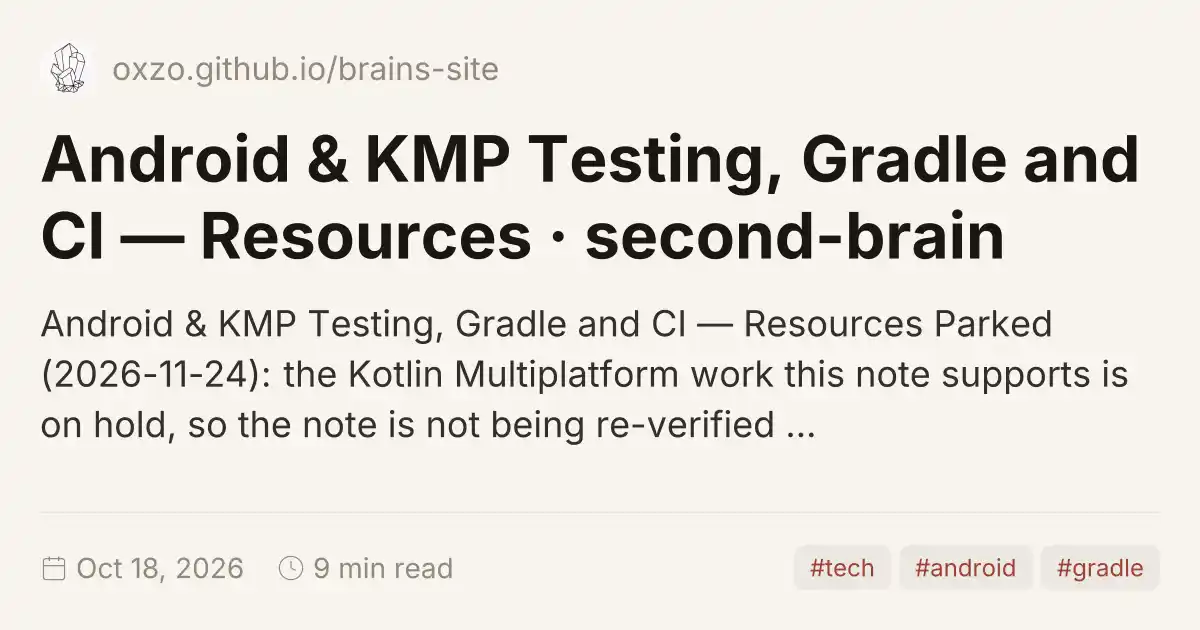 oxzo.github.io/brains-site
Android & KMP Testing, Gradle and
CI — Resources · second-brain
Android & KMP Testing, Gradle and CI — Resources Parked
(2026-11-24): the Kotlin Multiplatform work this note supports is
on hold, so the note is not being re-verified ...
Oct 18, 2026 9 min read #tech #android #gradle